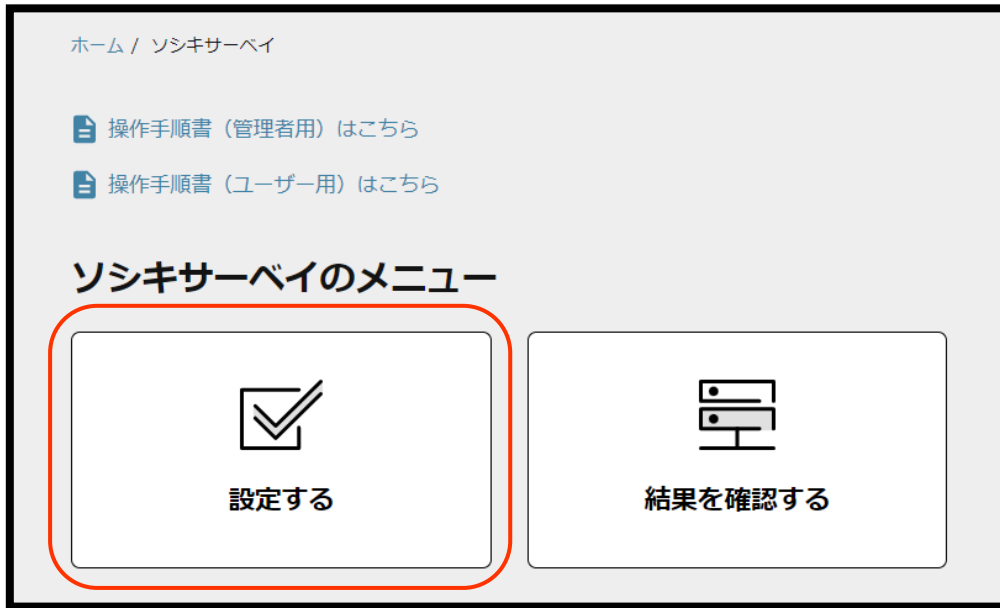 ホーム / ソシキサーベイ
操作手順書（管理者用）はこちら
操作手順書（ユーザー用）はこちら
ソシキサーベイのメニュー
設定する
結果を確認する